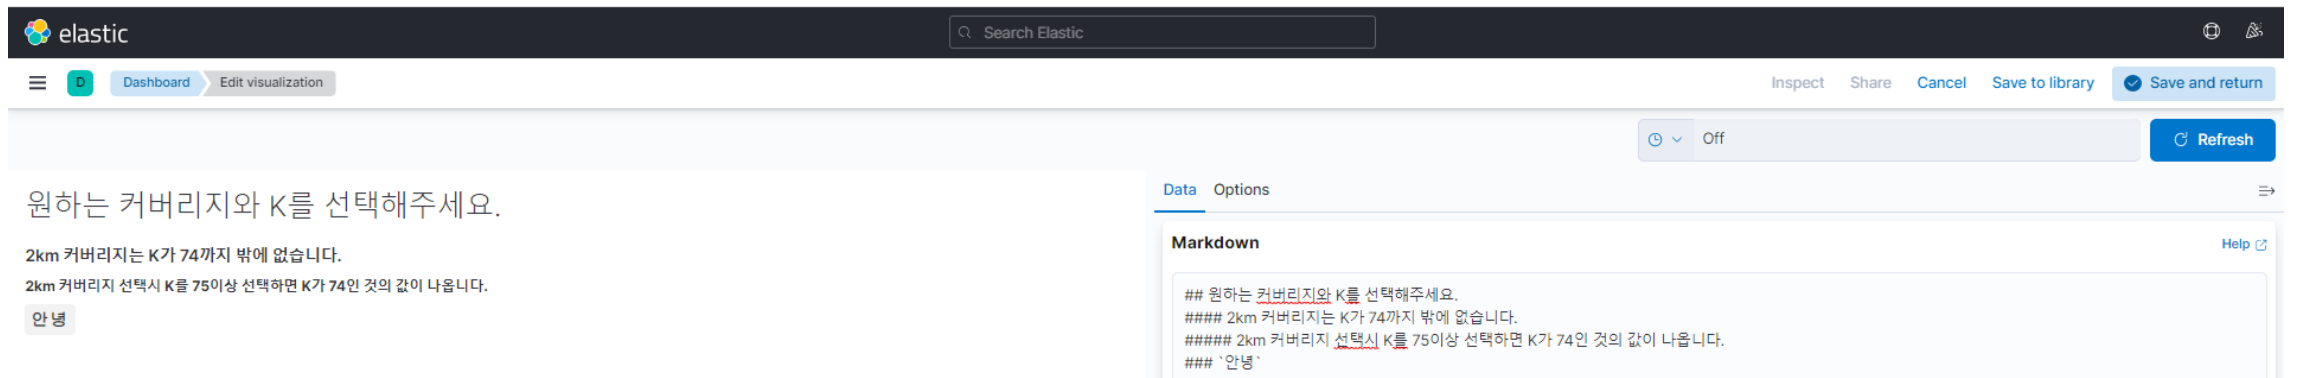 elastic
Search Elastic
D
Dashboard
Edit visualization
Inspect
Share
Cancel
Save to library
Save and return
Off
Refresh
원하는 커버리지와 K를 선택해주세요.
2km 커버리지는 K가 74까지 밖에 없습니다.
2km 커버리지 선택시 K를 75이상 선택하면 K가 74인 것의 값이 나옵니다.
안녕
Data
Options
Markdown
Help
## 원하는 커버리지와 K를 선택해주세요.
#### 2km 커버리지는 K가 74까지 밖에 없습니다.
##### 2km 커버리지 선택시 K를 75이상 선택하면 K가 74인 것의 값이 나옵니다.
### `안녕`